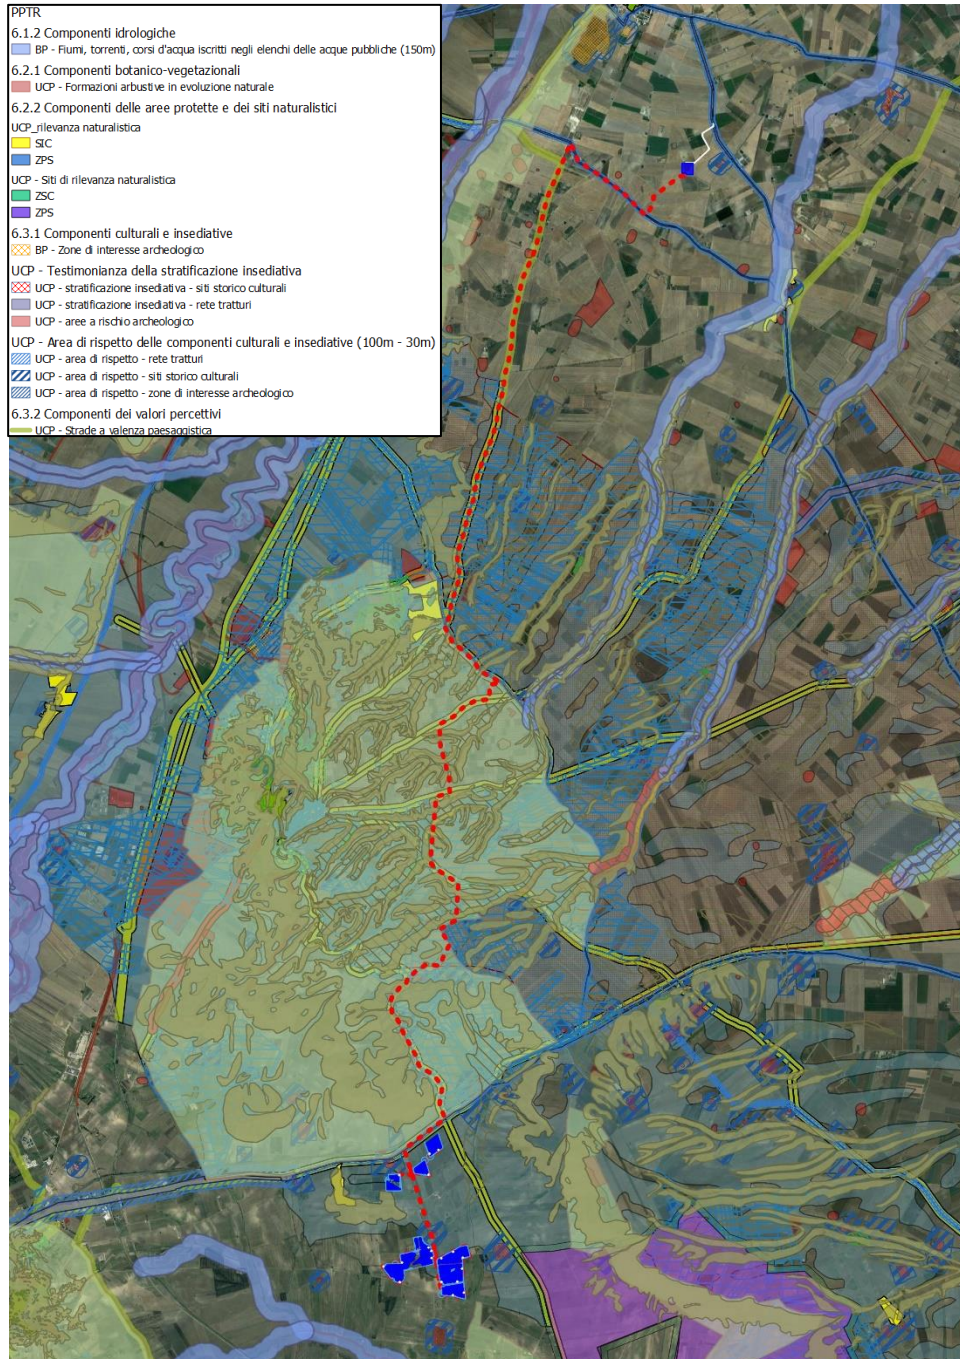 PPTR
6.1.2 Componenti idrologiche
BP - Fiumi, torrenti, corsi d'acqua iscritti negli elenchi delle acque pubbliche (150m)
6.2.1 Componenti botanico-vegetazionali
UCP - Formazioni arbustive in evoluzione naturale
6.2.2 Componenti delle aree protette e dei siti naturalistici
UCP_rilevanza naturalistica
SIC
ZPS
UCP - Siti di rilevanza naturalistica
ZSC
ZPS
6.3.1 Componenti culturali e insediative
BP - Zone di interesse archeologico
UCP - Testimonianza della stratificazione insediativa
UCP - stratificazione insediativa - siti storico culturali
UCP - stratificazione insediativa - rete tratturi
UCP - aree a rischio archeologico
UCP - Area di rispetto delle componenti culturali e insediative (100m - 30m)
UCP - area di rispetto - rete tratturi
UCP - area di rispetto - siti storico culturali
UCP - area di rispetto - zone di interesse archeologico
6.3.2 Componenti dei valori percettivi
UCP - Strade a valenza paesaggistica